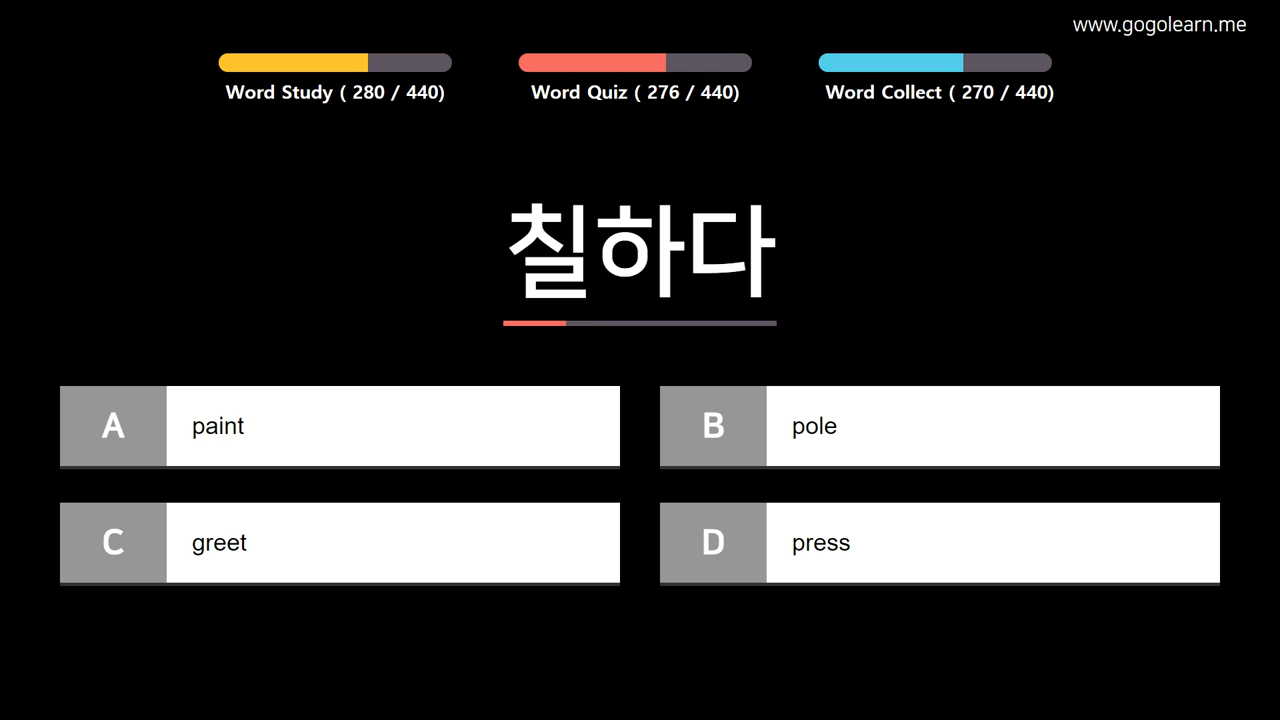 www.gogolearn.me
Word Study ( 280 / 440)
Word Quiz ( 276 / 440)
Word Collect ( 270 / 440)
칠하다
A paint
B pole
C greet
D press